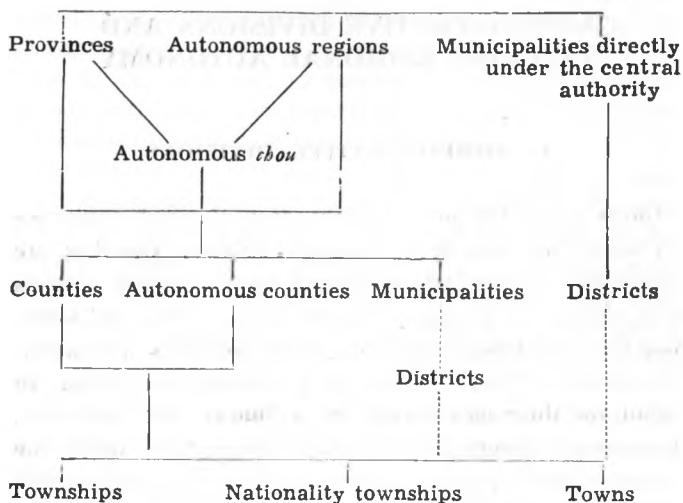 Provinces Autonomous regions Municipalities directly
under the central
authority
Autonomous chou
Counties Autonomous counties Municipalities Districts
Districts
Townships Nationality townships Towns